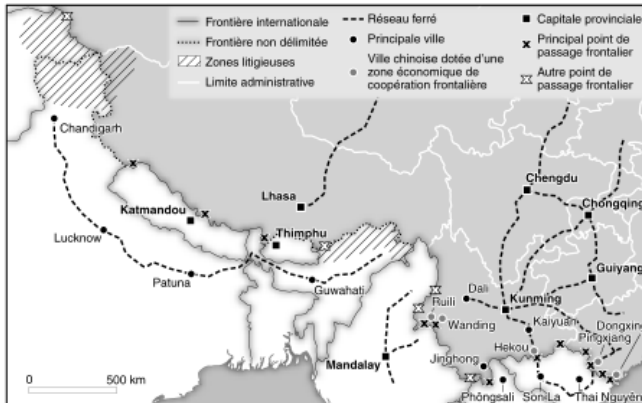 Frontière internationale
Frontière non délimitée
Zones litigieuses
Limite administrative
Réseau ferré
Principale ville
Ville chinoise dotée d'une
zone économique de
coopération frontalière
Capitale provinciale
Principal point de
passage frontalier
Autre point de
passage frontalier
Chandigarh
Lhasa
Chengdu
Chongqing
Katmandou
Thimphu
Lucknow
Patuna
Guwahati
Guiyang
Dali
Kunming
Ruili
Wanding
Kaiyuan
Dongxing
Pingxiang
Hekou
Mandalay
Jinghong
Phôngsali
Son La
Thai Nguyên
0
500 km